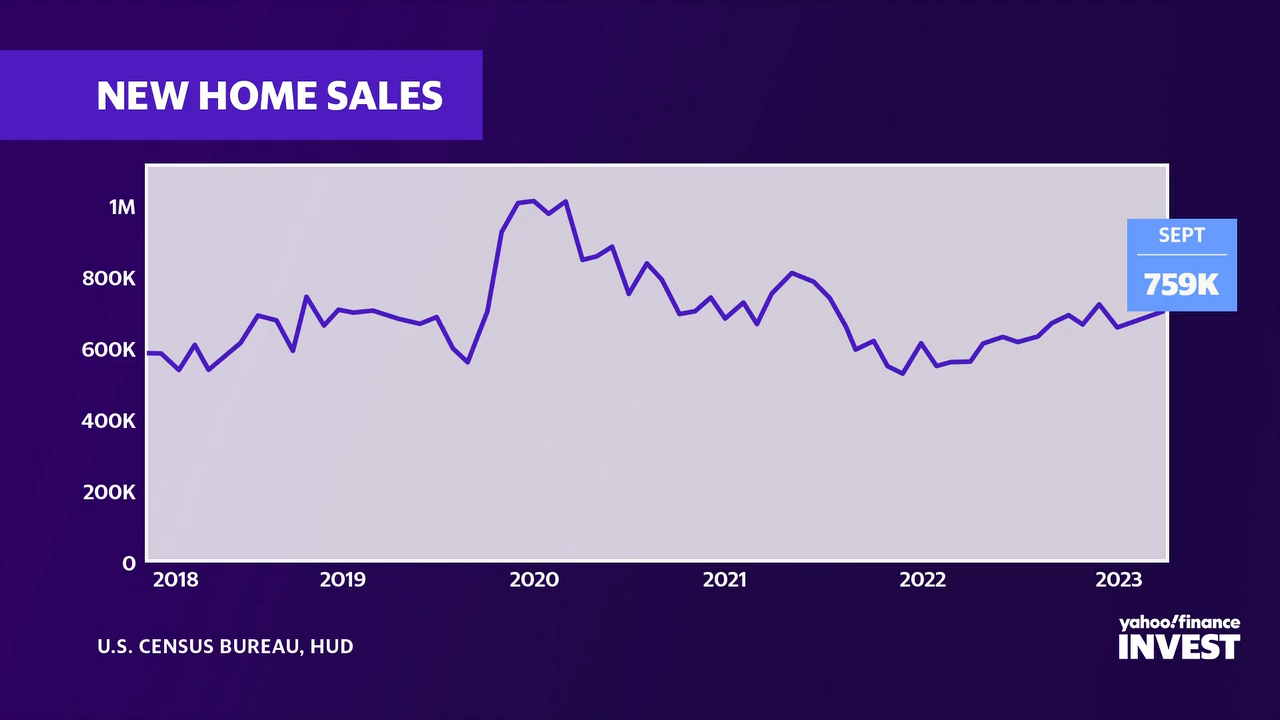 NEW HOME SALES
1M
800K
600K
400K
200K
0
SEPT
759K
2018 2019 2020 2021 2022 2023
U.S. CENSUS BUREAU, HUD
yahoo!finance
INVEST